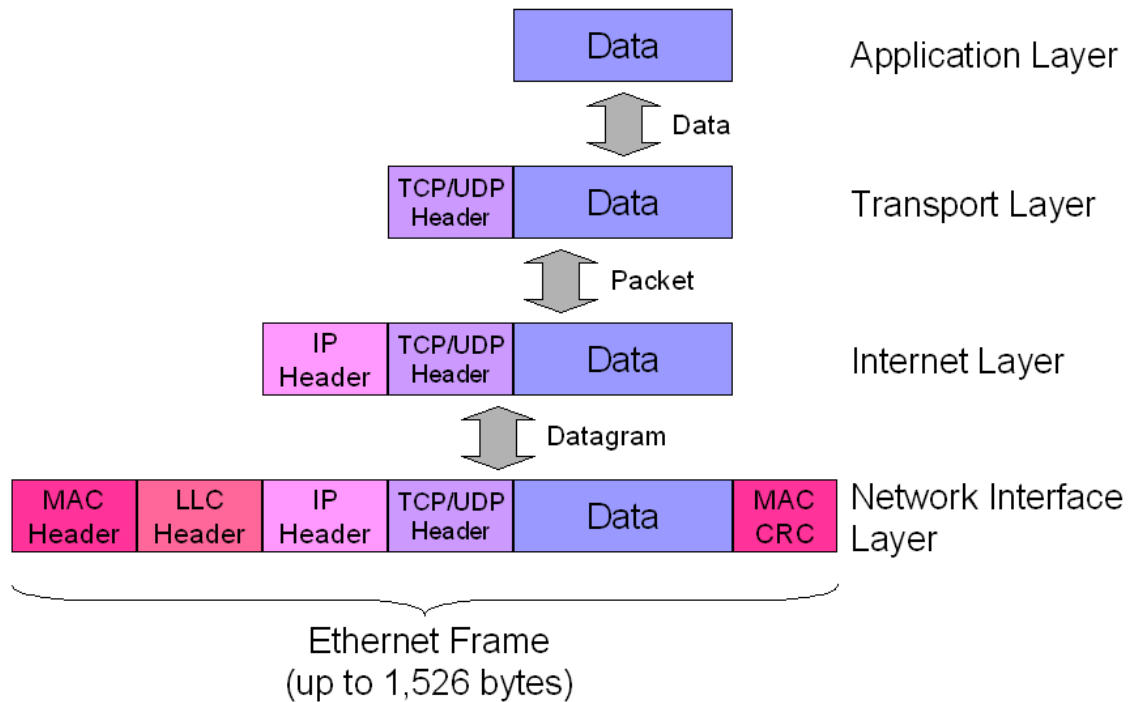 Data
Application Layer
Data
TCP/UDP
Header
Data
Transport Layer
Packet
IP
Header
TCP/UDP
Header
Data
Internet Layer
Datagram
MAC
Header
LLC
Header
IP
Header
TCP/UDP
Header
Data
MAC
CRC
Network Interface
Layer
Ethernet Frame
(up to 1,526 bytes)